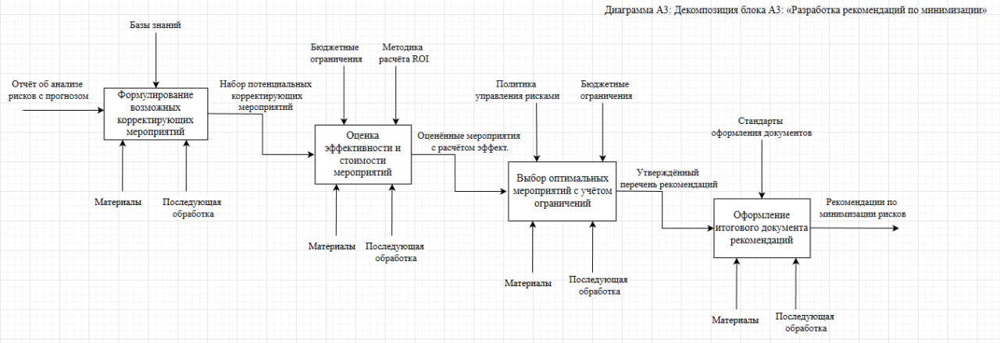 Диаграмма А3: Декомпозиция блока А3: «Разработка рекомендаций по минимизации»
Базы знаний
Отчёт об анализе
рисков с прогнозом
Формулирование
возможных
корректирующих
мероприятий
Материалы
Последующая
обработка
Набор потенциальных
корректирующих
мероприятий
Бюджетные
ограничения
Методика
расчёта ROI
Оценка
эффективности и
стоимости
мероприятий
Материалы
Последующая
обработка
Оценённые мероприятия
с расчётом эффект.
Политика
управления рисками
Бюджетные
ограничения
Выбор оптимальных
мероприятий с учётом
ограничений
Материалы
Последующая
обработка
Утверждённый
перечень рекомендаций
Стандарты
оформления документов
Оформление
итогового документа
рекомендаций
Материалы
Последующая
обработка
Рекомендации по
минимизации рисков